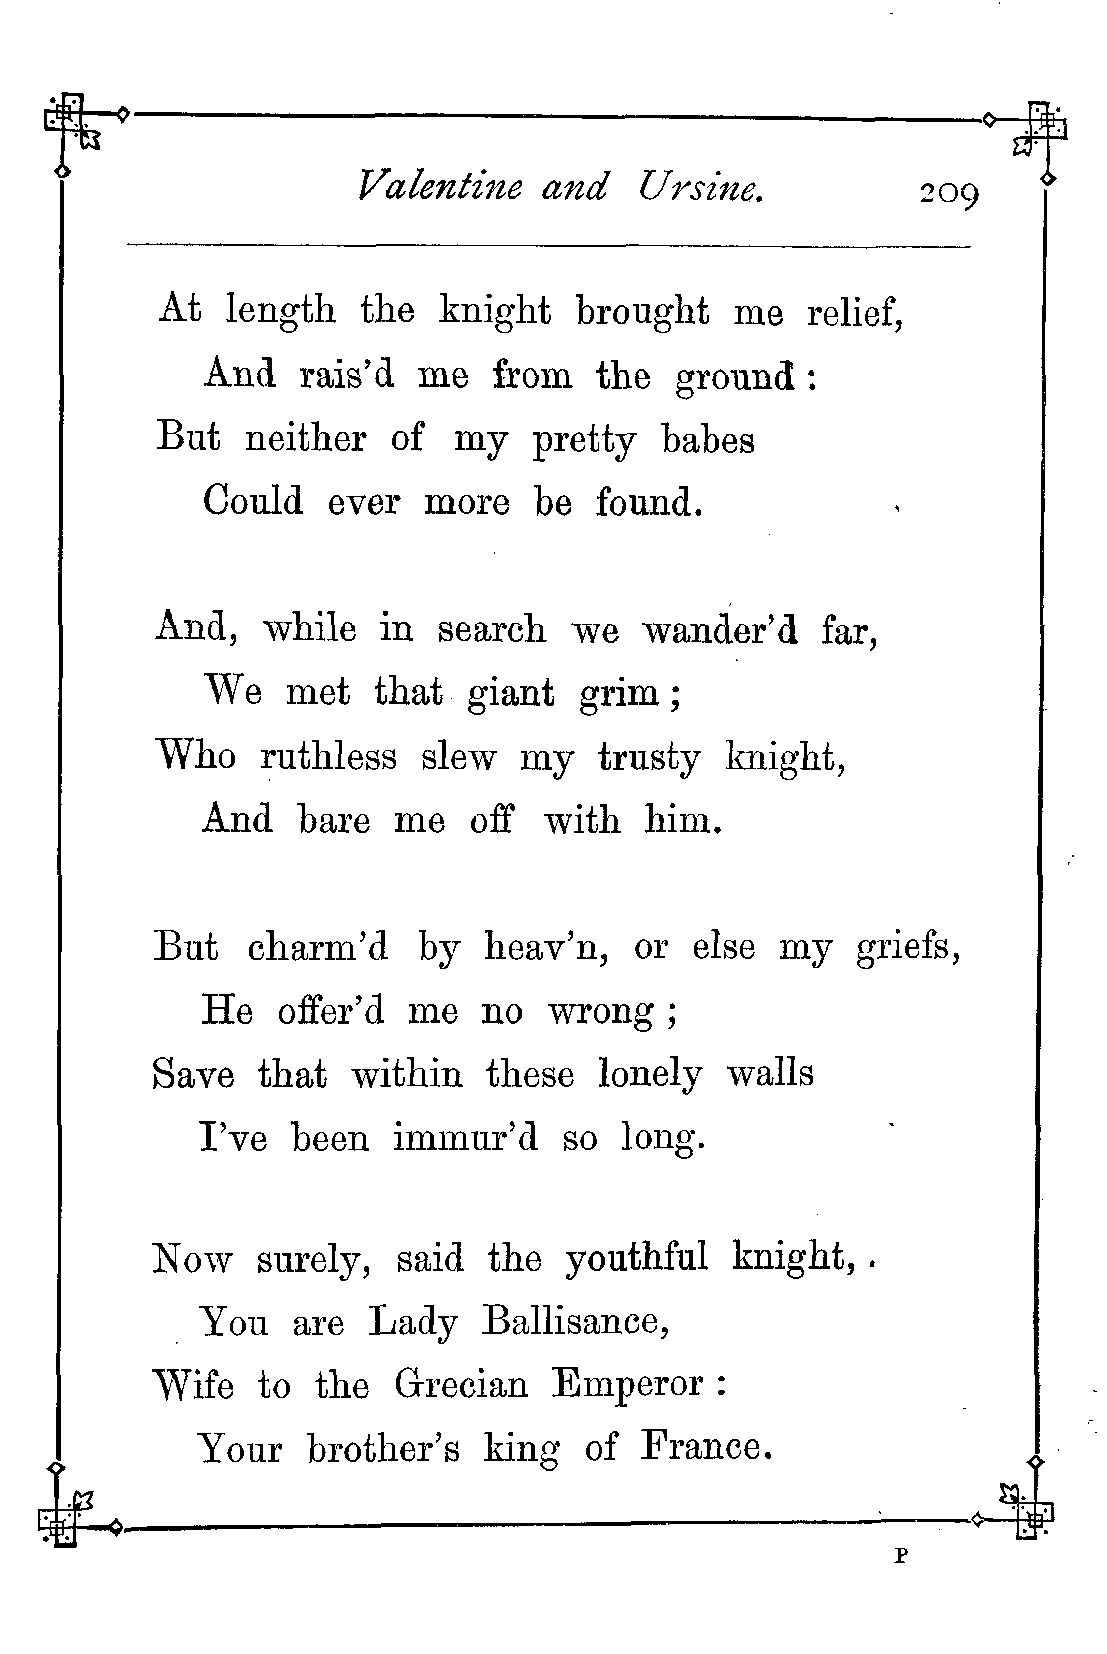 Valentine and Ursine. 209
At length the knight brought me relief,
And rais'd me from the ground :
But neither of my pretty babes
Could ever more be found.
And, while in search we wander'd far,
We met that giant grim ;
Who ruthless slew my trusty knight,
And bare me off with him.
But charm'd by heav'n, or else my griefs,
He offer'd me no wrong ;
Save that within these lonely walls
I've been immur'd so long.
Now surely, said the youthful knight,
You are Lady Ballisance,
Wife to the Grecian Emperor :
Your brother's king of France.
P